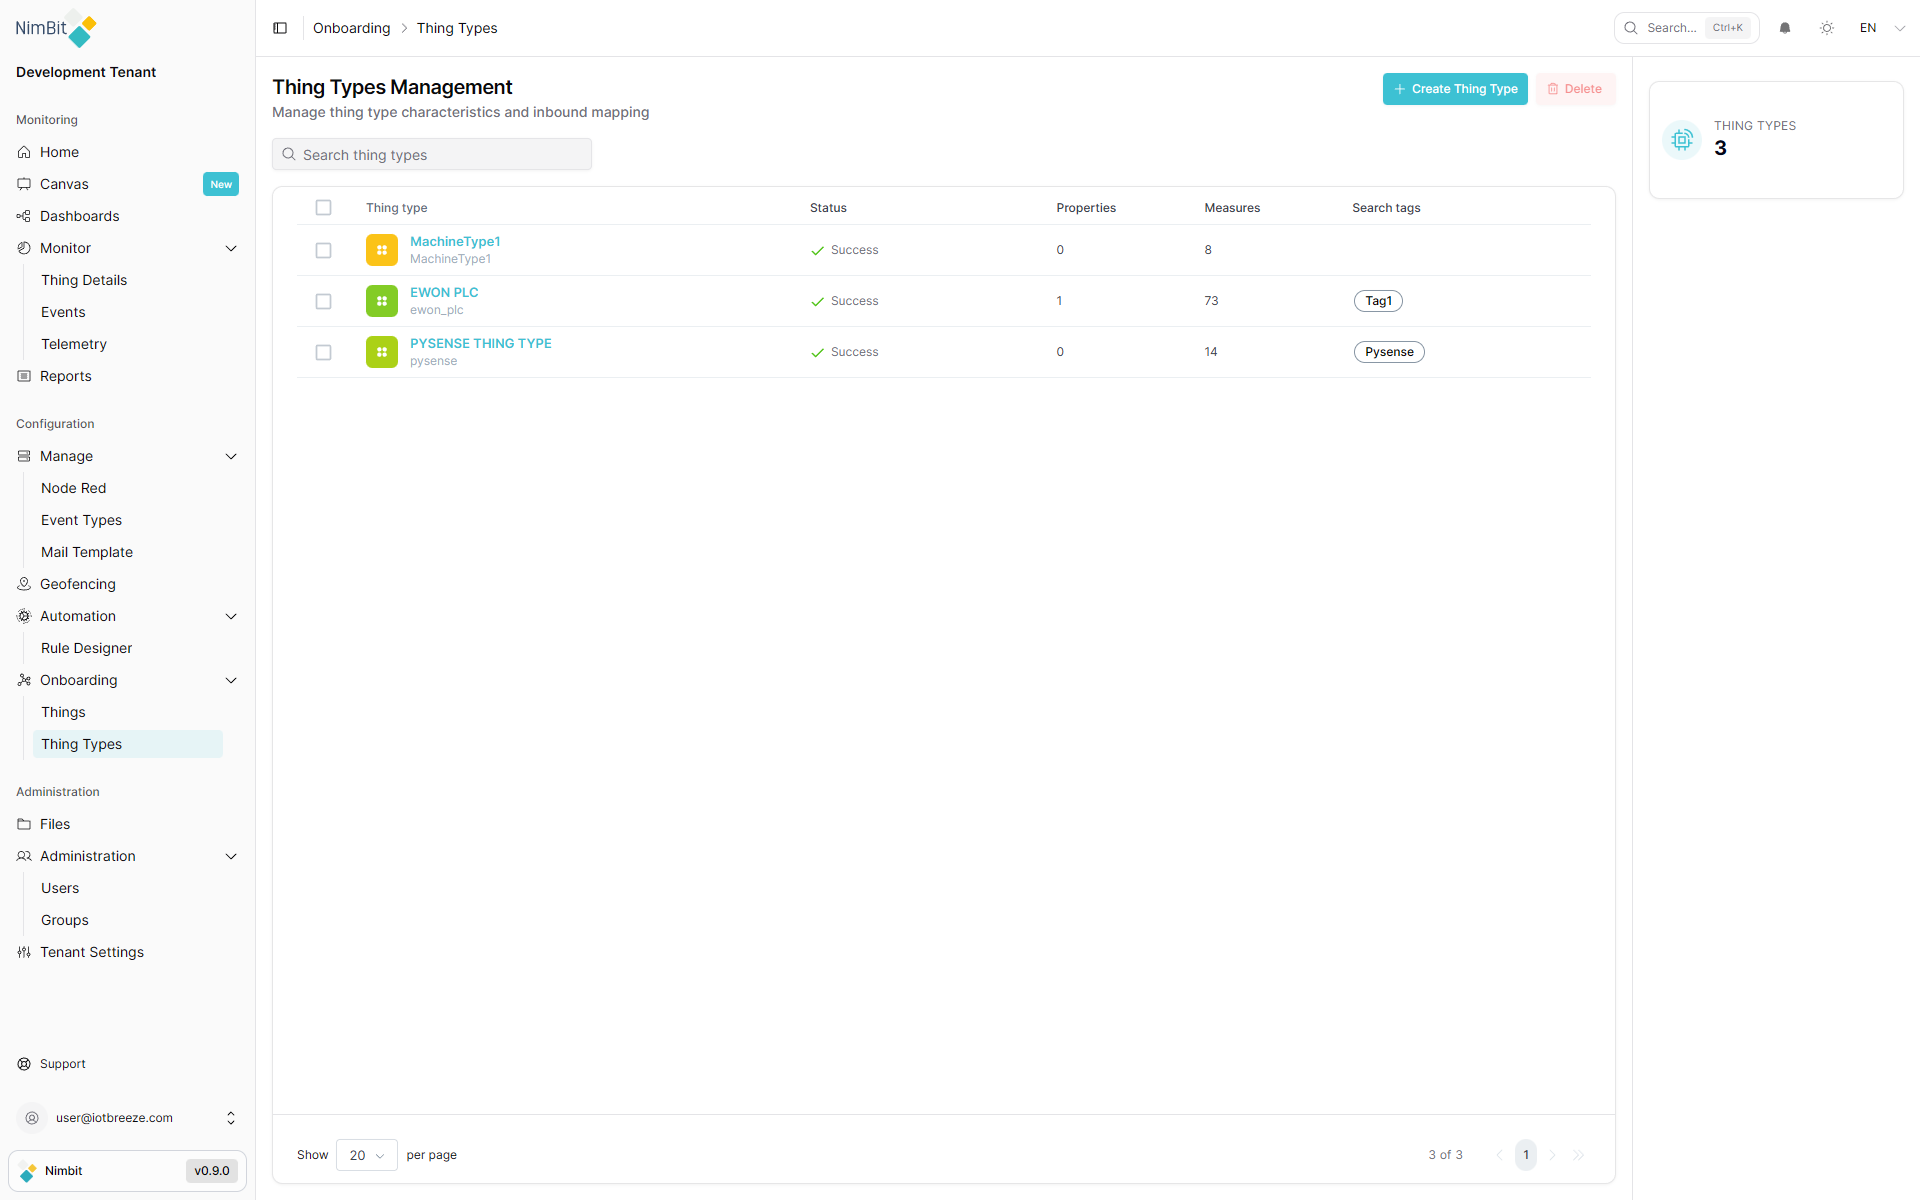 NimBit
Development Tenant
Monitoring
Home
Canvas
New
Dashboards
Monitor
Thing Details
Events
Telemetry
Reports
Configuration
Manage
Node Red
Event Types
Mail Template
Geofencing
Automation
Rule Designer
Onboarding
Things
Thing Types
Administration
Files
Administration
Users
Groups
Tenant Settings
Support
user@iotbreeze.com
Nimbit
v0.9.0
Onboarding
Thing Types
Search...
Ctrl+K
EN
Thing Types Management
Manage thing type characteristics and inbound mapping
Create Thing Type
Delete
Search thing types
Thing type
Status
Properties
Measures
Search tags
MachineType1
MachineType1
Success
0
8
EWON PLC
ewon_plc
Success
1
73
Tag1
PYSENSE THING TYPE
pysense
Success
0
14
Pysense
Show
20
per page
3 of 3
1
THING TYPES
3